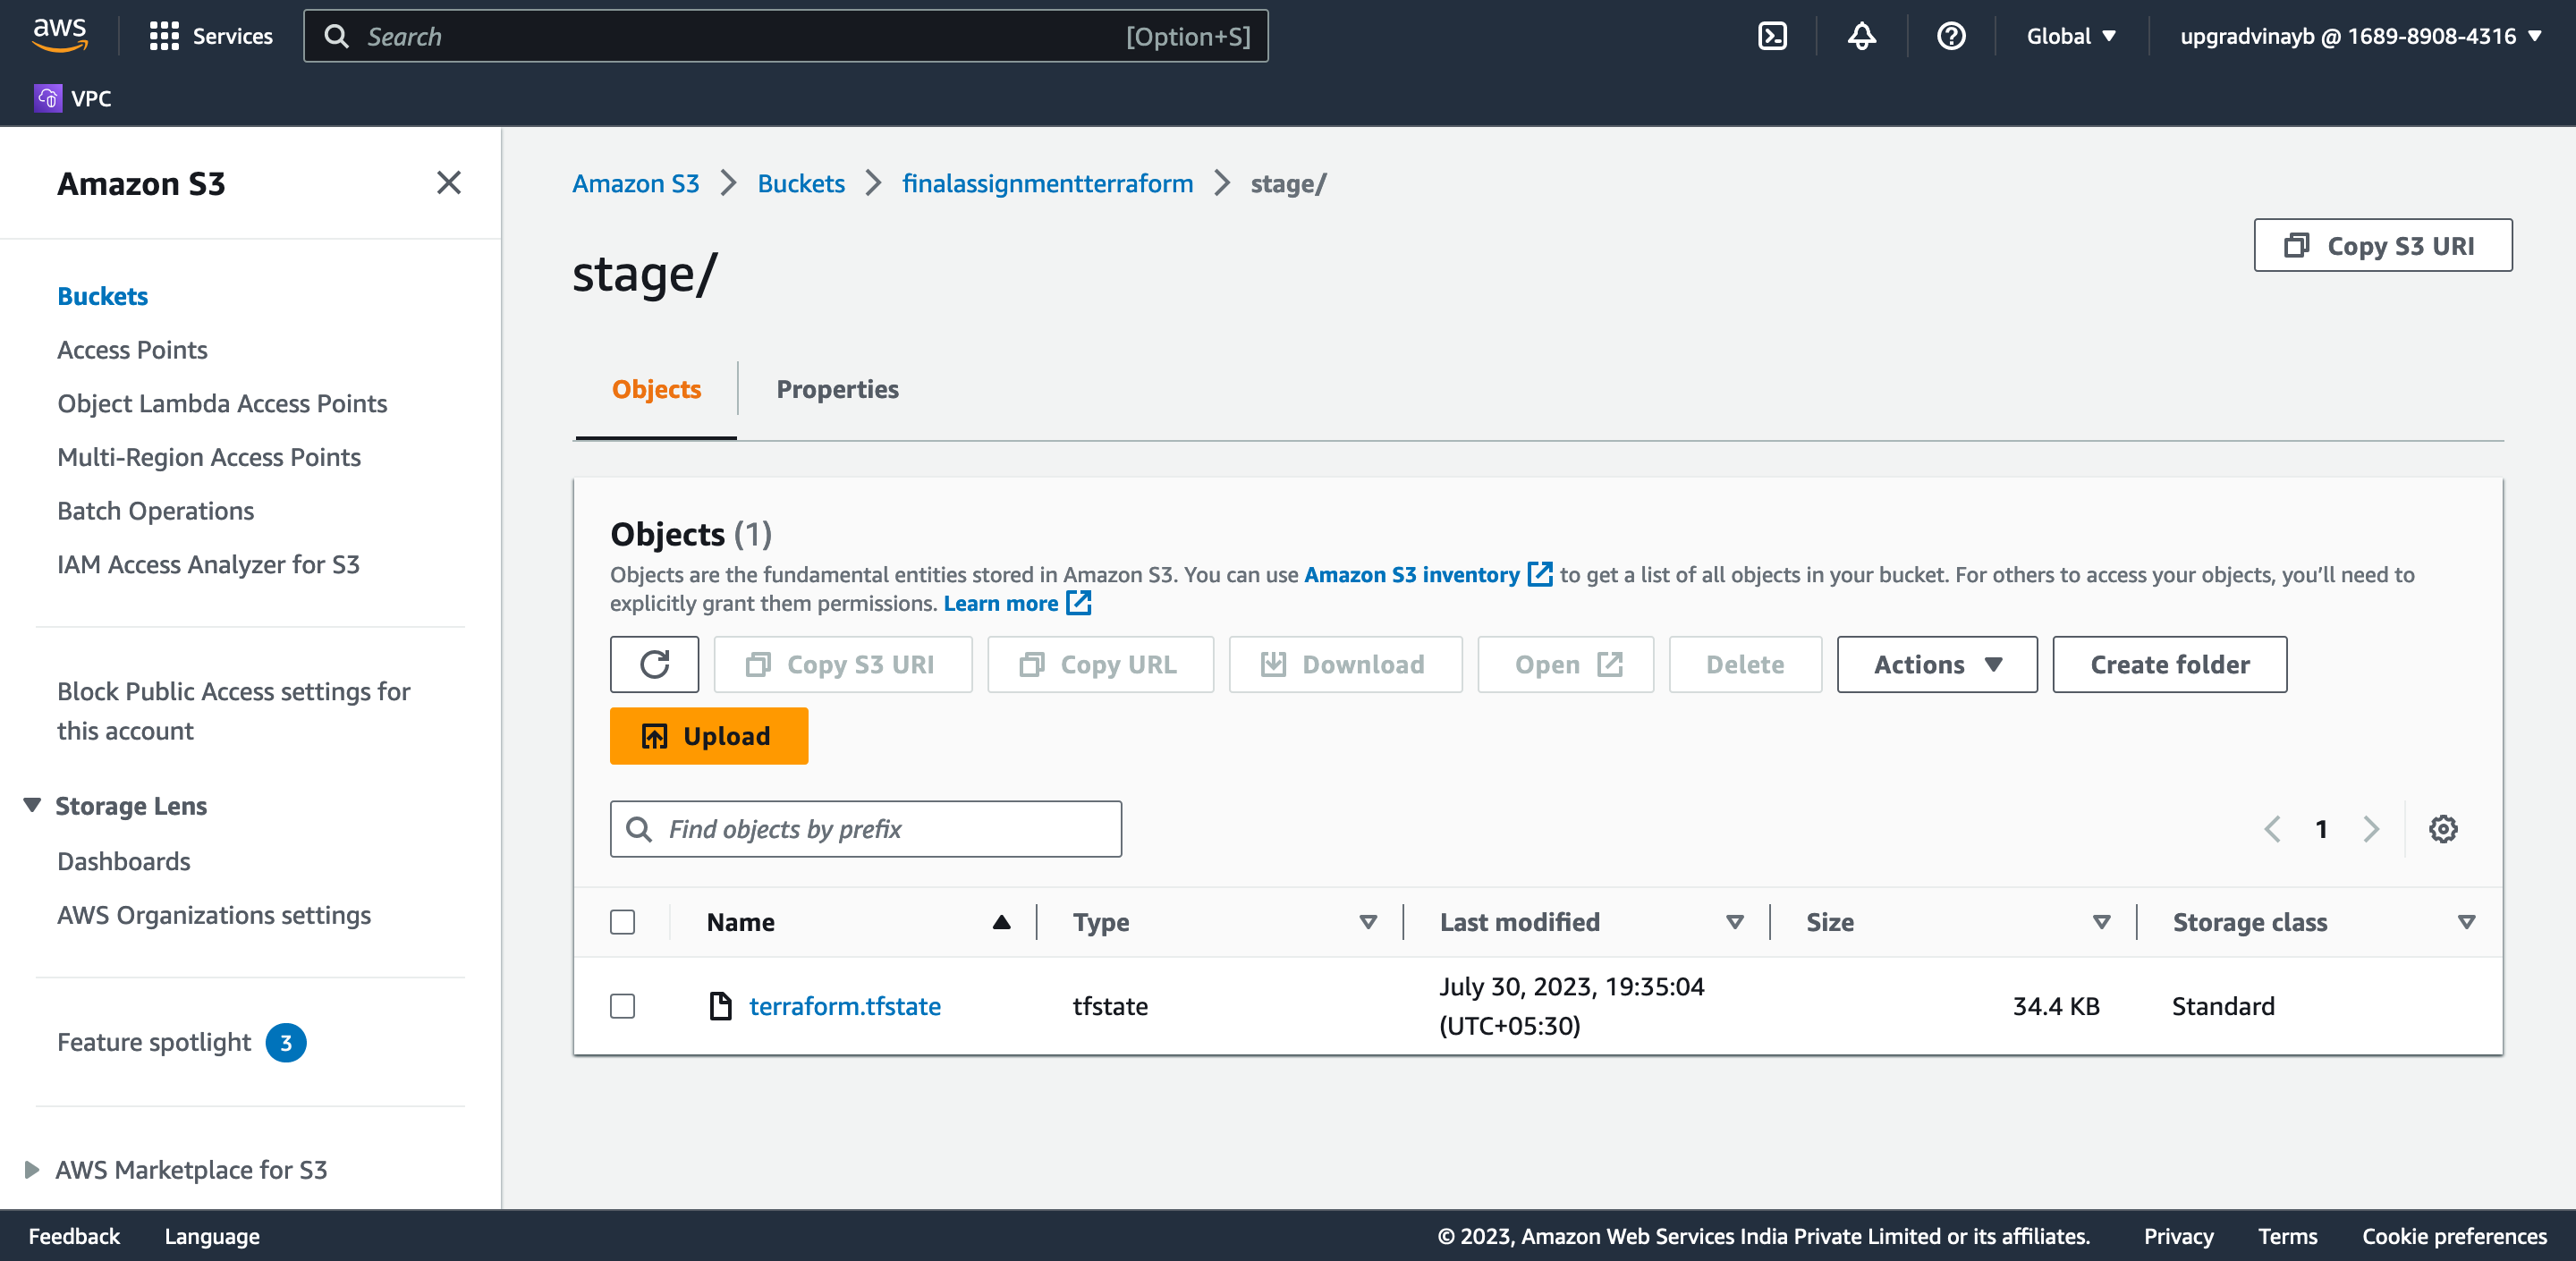 aws
Services
Search
[Option+S]
Global
upgradvinayb @ 1689-8908-4316
VPC
Amazon S3
Buckets
Access Points
Object Lambda Access Points
Multi-Region Access Points
Batch Operations
IAM Access Analyzer for S3
Block Public Access settings for
this account
Storage Lens
Dashboards
AWS Organizations settings
Feature spotlight 3
AWS Marketplace for S3
Amazon S3 > Buckets > finalassignmentterraform > stage/
stage/
Copy S3 URI
Objects
Properties
Objects (1)
Objects are the fundamental entities stored in Amazon S3. You can use Amazon S3 inventory to get a list of all objects in your bucket. For others to access your objects, you’ll need to
explicitly grant them permissions. Learn more
Copy S3 URI
Copy URL
Download
Open
Delete
Actions
Create folder
Upload
Find objects by prefix
1
Name
Type
Last modified
Size
Storage class
terraform.tfstate
tfstate
July 30, 2023, 19:35:04
(UTC+05:30)
34.4 KB
Standard
Feedback
Language
© 2023, Amazon Web Services India Private Limited or its affiliates.
Privacy
Terms
Cookie preferences